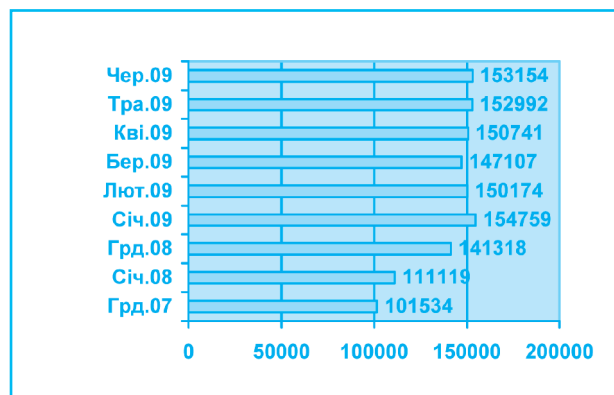 Чер.09 153154
Тра.09 152992
Кві.09 150741
Бер.09 147107
Лют.09 150174
Січ.09 154759
Грд.08 141318
Січ.08 111119
Грд.07 101534
0 50000 100000 150000 200000